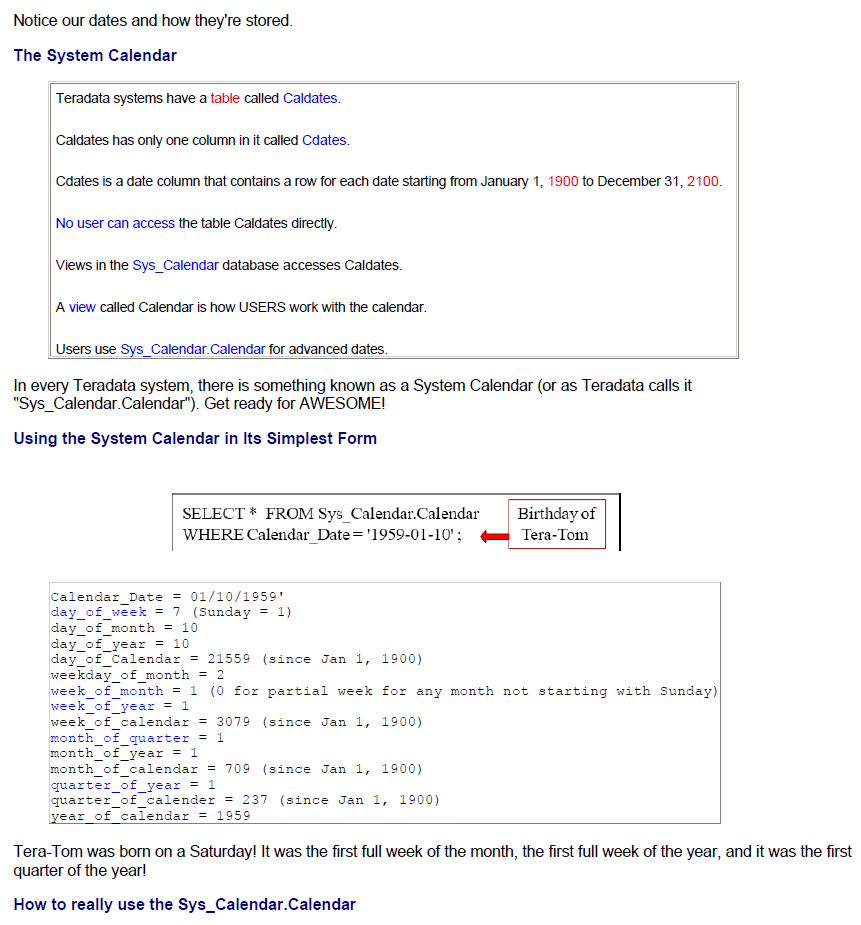 Notice our dates and how they're stored.
The System Calendar
Teradata systems have a table called Caldates.
Caldates has only one column in it called Cdates.
Cdates is a date column that contains a row for each date starting from January 1, 1900 to December 31, 2100.
No user can access the table Caldates directly.
Views in the Sys_Calendar database accesses Caldates.
A view called Calendar is how USERS work with the calendar.
Users use Sys_Calendar.Calendar for advanced dates.
In every Teradata system, there is something known as a System Calendar (or as Teradata calls it
"Sys_Calendar.Calendar"). Get ready for AWESOME!
Using the System Calendar in Its Simplest Form
SELECT * FROM Sys_Calendar.Calendar
WHERE Calendar_Date = '1959-01-10' ;
Birthday of
Tera-Tom
Calendar_Date = 01/10/1959'
day_of_week = 7 (Sunday = 1)
day_of_month = 10
day_of_year = 10
day_of_Calendar = 21559 (since Jan 1, 1900)
weekday_of_month = 2
week_of_month = 1 (0 for partial week for any month not starting with Sunday)
week_of_year = 1
week_of_calendar = 3079 (since Jan 1, 1900)
month_of_quarter = 1
month_of_year = 1
month_of_calendar = 709 (since Jan 1, 1900)
quarter_of_year = 1
quarter_of_calender = 237 (since Jan 1, 1900)
year_of_calendar = 1959
Tera-Tom was born on a Saturday! It was the first full week of the month, the first full week of the year, and it was the first
quarter of the year!
How to really use the Sys_Calendar.Calendar